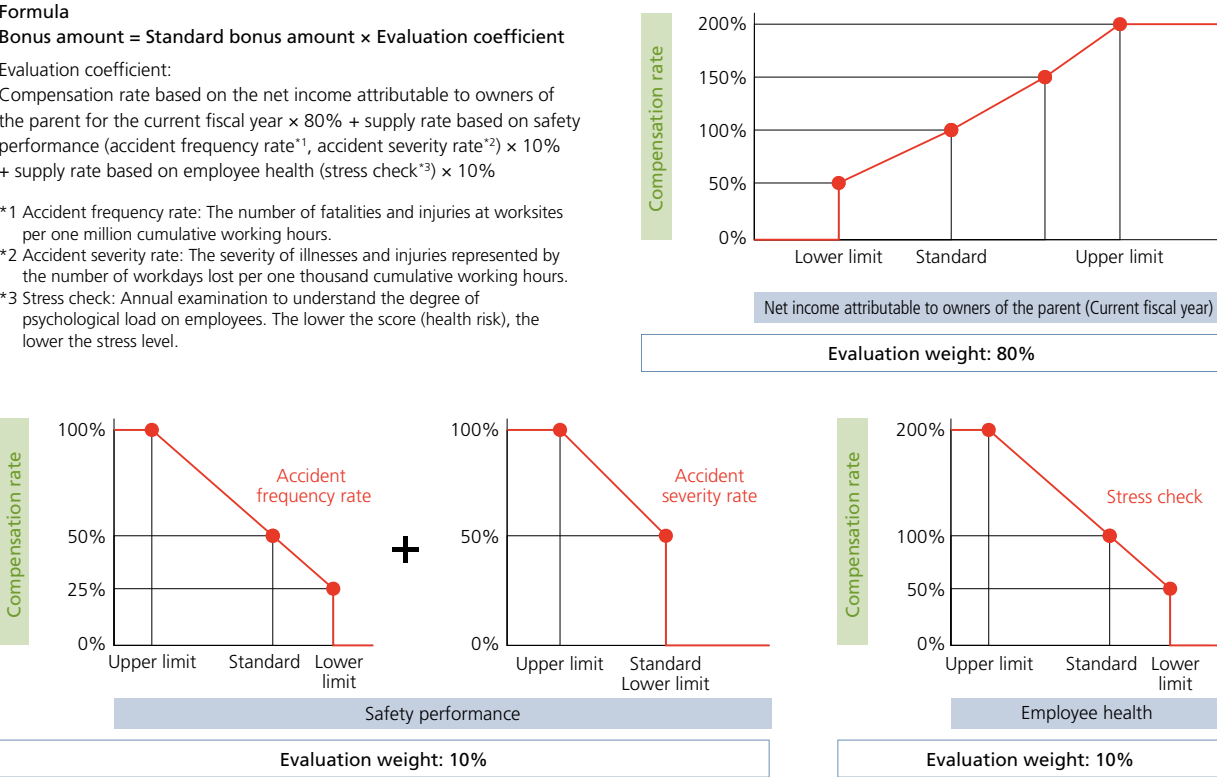 Formula
Bonus amount = Standard bonus amount × Evaluation coefficient
Evaluation coefficient:
Compensation rate based on the net income attributable to owners of
the parent for the current fiscal year × 80% + supply rate based on safety
performance (accident frequency rate*1, accident severity rate*2) × 10%
+ supply rate based on employee health (stress check*3) × 10%
*1 Accident frequency rate: The number of fatalities and injuries at worksites
per one million cumulative working hours.
*2 Accident severity rate: The severity of illnesses and injuries represented by
the number of workdays lost per one thousand cumulative working hours.
*3 Stress check: Annual examination to understand the degree of
psychological load on employees. The lower the score (health risk), the
lower the stress level.
Compensation rate
200%
150%
100%
50%
0%
Lower limit Standard Upper limit
Net income attributable to owners of the parent (Current fiscal year)
Evaluation weight: 80%
Compensation rate
100%
50%
25%
0%
Accident
frequency rate
Upper limit Standard Lower
limit
+
100%
50%
0%
Accident
severity rate
Upper limit Standard
Lower limit
Safety performance
Evaluation weight: 10%
Compensation rate
200%
100%
50%
0%
Stress check
Upper limit Standard Lower
limit
Employee health
Evaluation weight: 10%